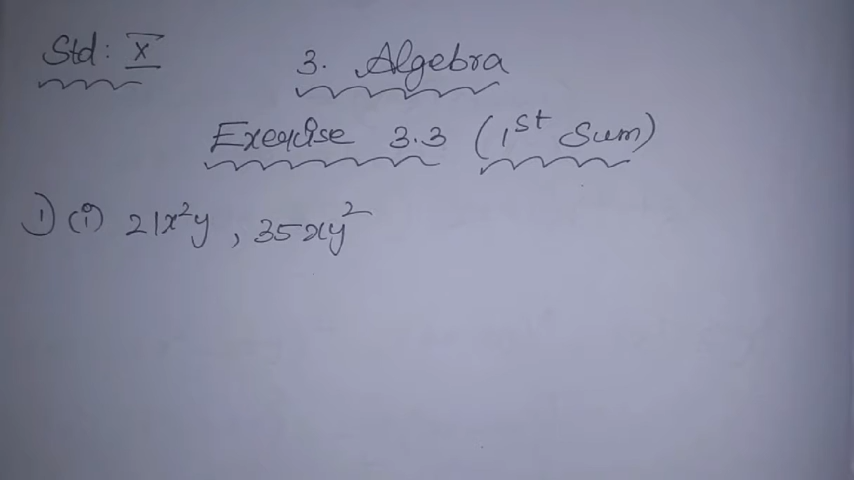 Std: X
3. Algebra
Exercise 3.3 (1st Sum)
1) (i) 21x²y , 35xy²